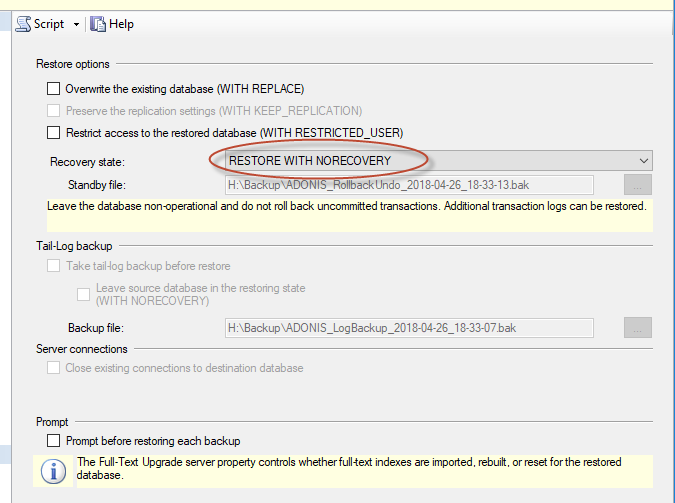 Script Help
Restore options
Overwrite the existing database (WITH REPLACE)
Preserve the replication settings (WITH KEEP_REPLICATION)
Restrict access to the restored database (WITH RESTRICTED_USER)
Recovery state: RESTORE WITH NORECOVERY
Standby file: H:\Backup\ADONIS_RollbackUndo_2018-04-26_18-33-13.bak ...
Leave the database non-operational and do not roll back uncommitted transactions. Additional transaction logs can be restored.
Tail-Log backup
Take tail-log backup before restore
Leave source database in the restoring state
(WITH NORECOVERY)
Backup file: H:\Backup\ADONIS_LogBackup_2018-04-26_18-33-07.bak ...
Server connections
Close existing connections to destination database
Prompt
Prompt before restoring each backup
The Full-Text Upgrade server property controls whether full-text indexes are imported, rebuilt, or reset for the restored
database.